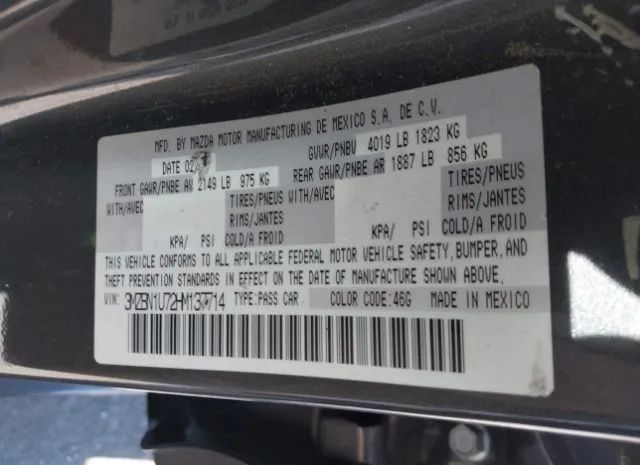 MFD. BY MAZDA MOTOR MANUFACTURING DE MEXICO S.A. DE C.V.
DATE GVWR/PNBV 4019 LB 1823 KG
FRONT GAWR/PNBE AV 2149 LB 975 KG REAR GAWR/PNBE AR 1887 LB 856 KG
WITH/AVEC TIRES/PNEUS WITH/AVEC TIRES/PNEUS
RIMS/JANTES RIMS/JANTES
KPA/ PSI COLD/A FROID KPA/ PSI COLD/A FROID
THIS VEHICLE CONFORMS TO ALL APPLICABLE FEDERAL MOTOR VEHICLE SAFETY, BUMPER, AND
THEFT PREVENTION STANDARDS IN EFFECT ON THE DATE OF MANUFACTURE SHOWN ABOVE.
VIN: TYPE:PASS CAR COLOR CODE:46G MADE IN MEXICO